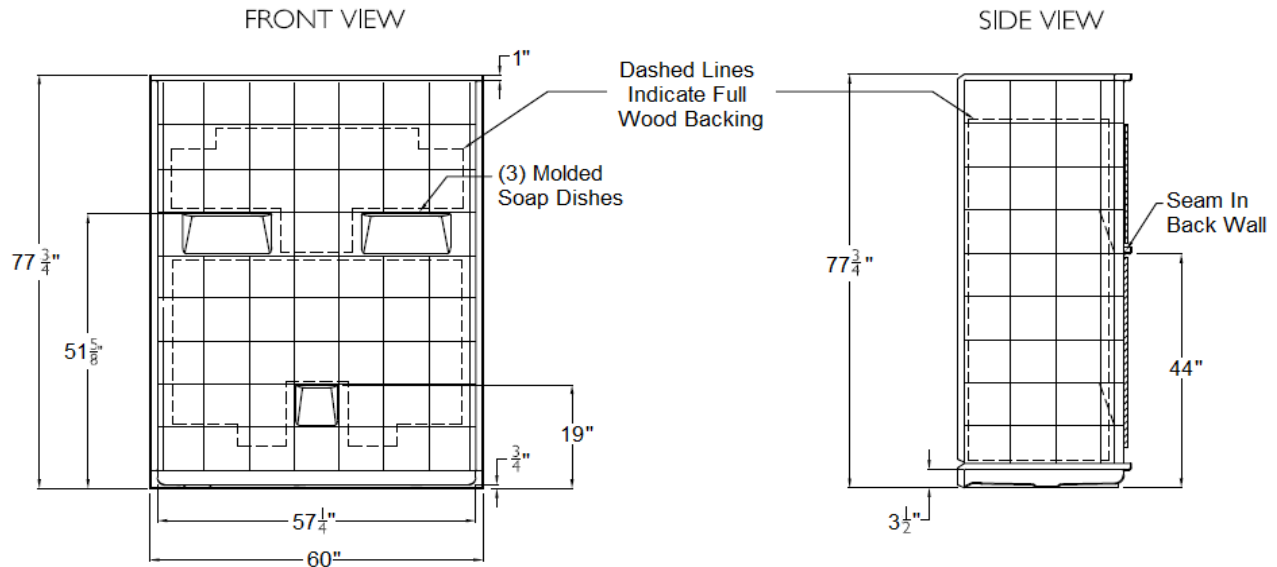 FRONT VIEW
SIDE VIEW
1"
Dashed Lines
Indicate Full
Wood Backing
(3) Molded
Soap Dishes
Seam In
Back Wall
77 3/4"
77 3/4"
51 5/8"
44"
19"
3/4"
3 1/2"
57 1/4"
60"